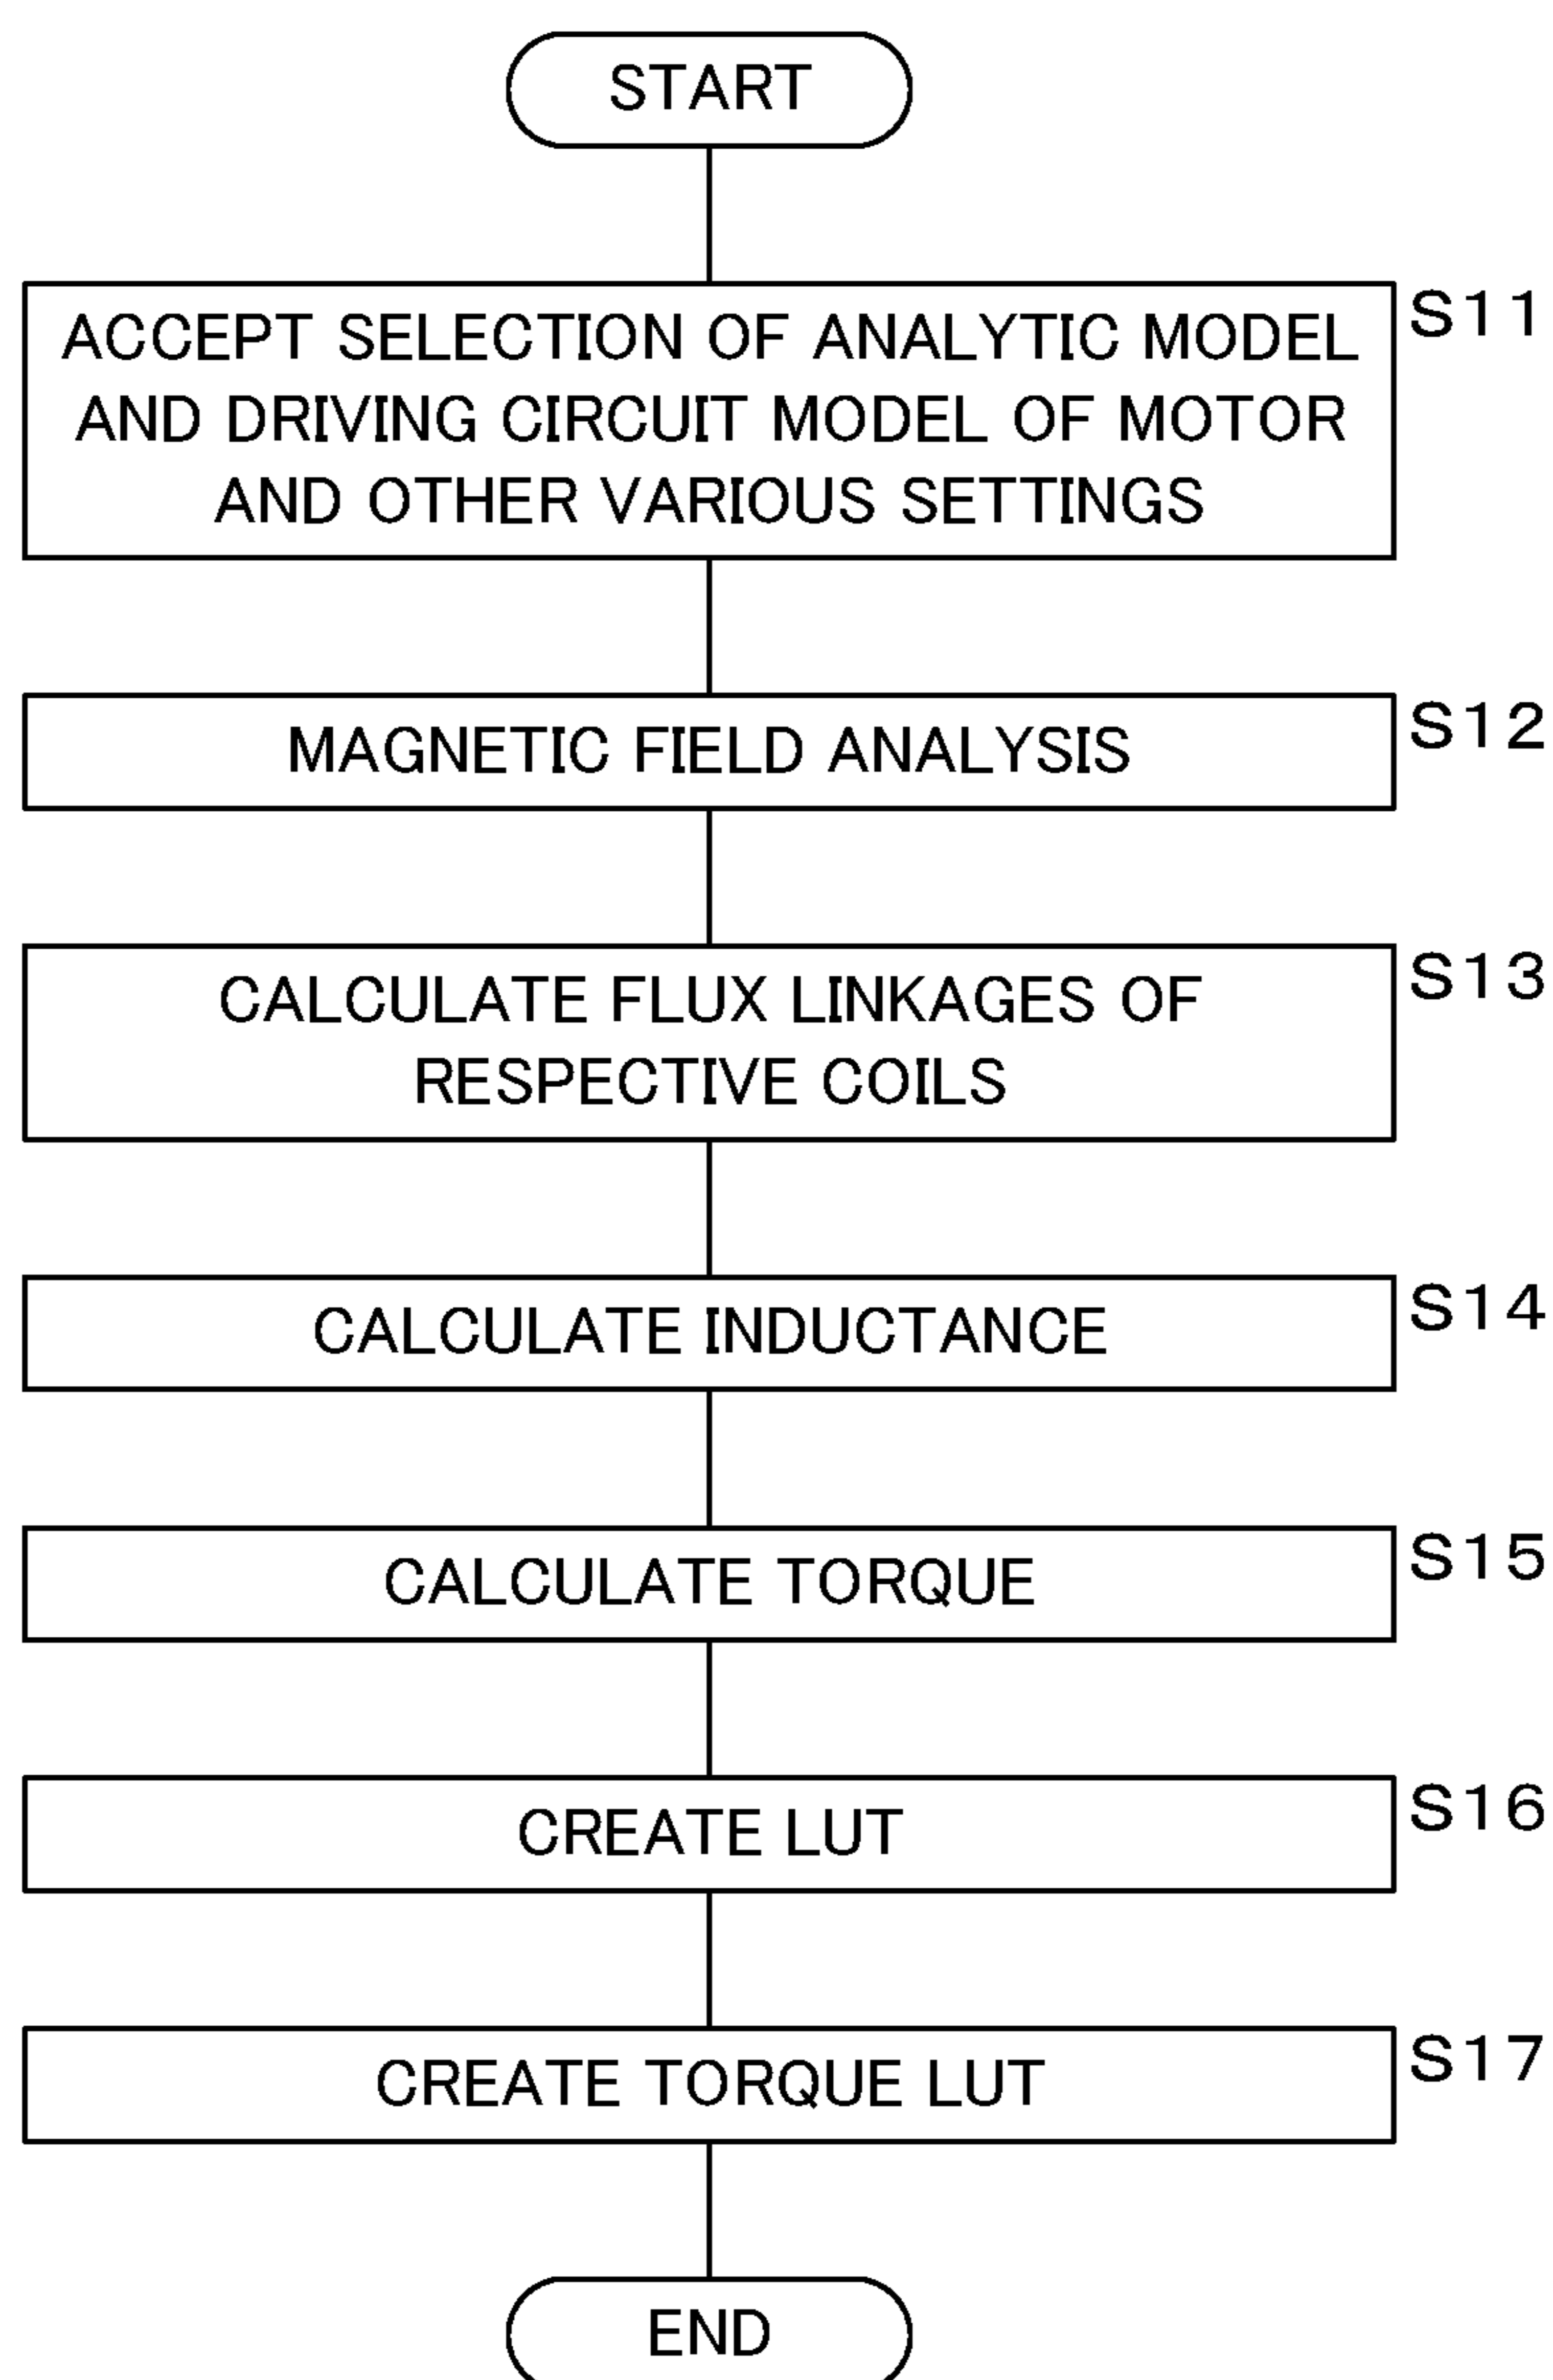 START
S11
ACCEPT SELECTION OF ANALYTIC MODEL
AND DRIVING CIRCUIT MODEL OF MOTOR
AND OTHER VARIOUS SETTINGS
S12
MAGNETIC FIELD ANALYSIS
S13
CALCULATE FLUX LINKAGES OF
RESPECTIVE COILS
S14
CALCULATE INDUCTANCE
S15
CALCULATE TORQUE
S16
CREATE LUT
S17
CREATE TORQUE LUT
END